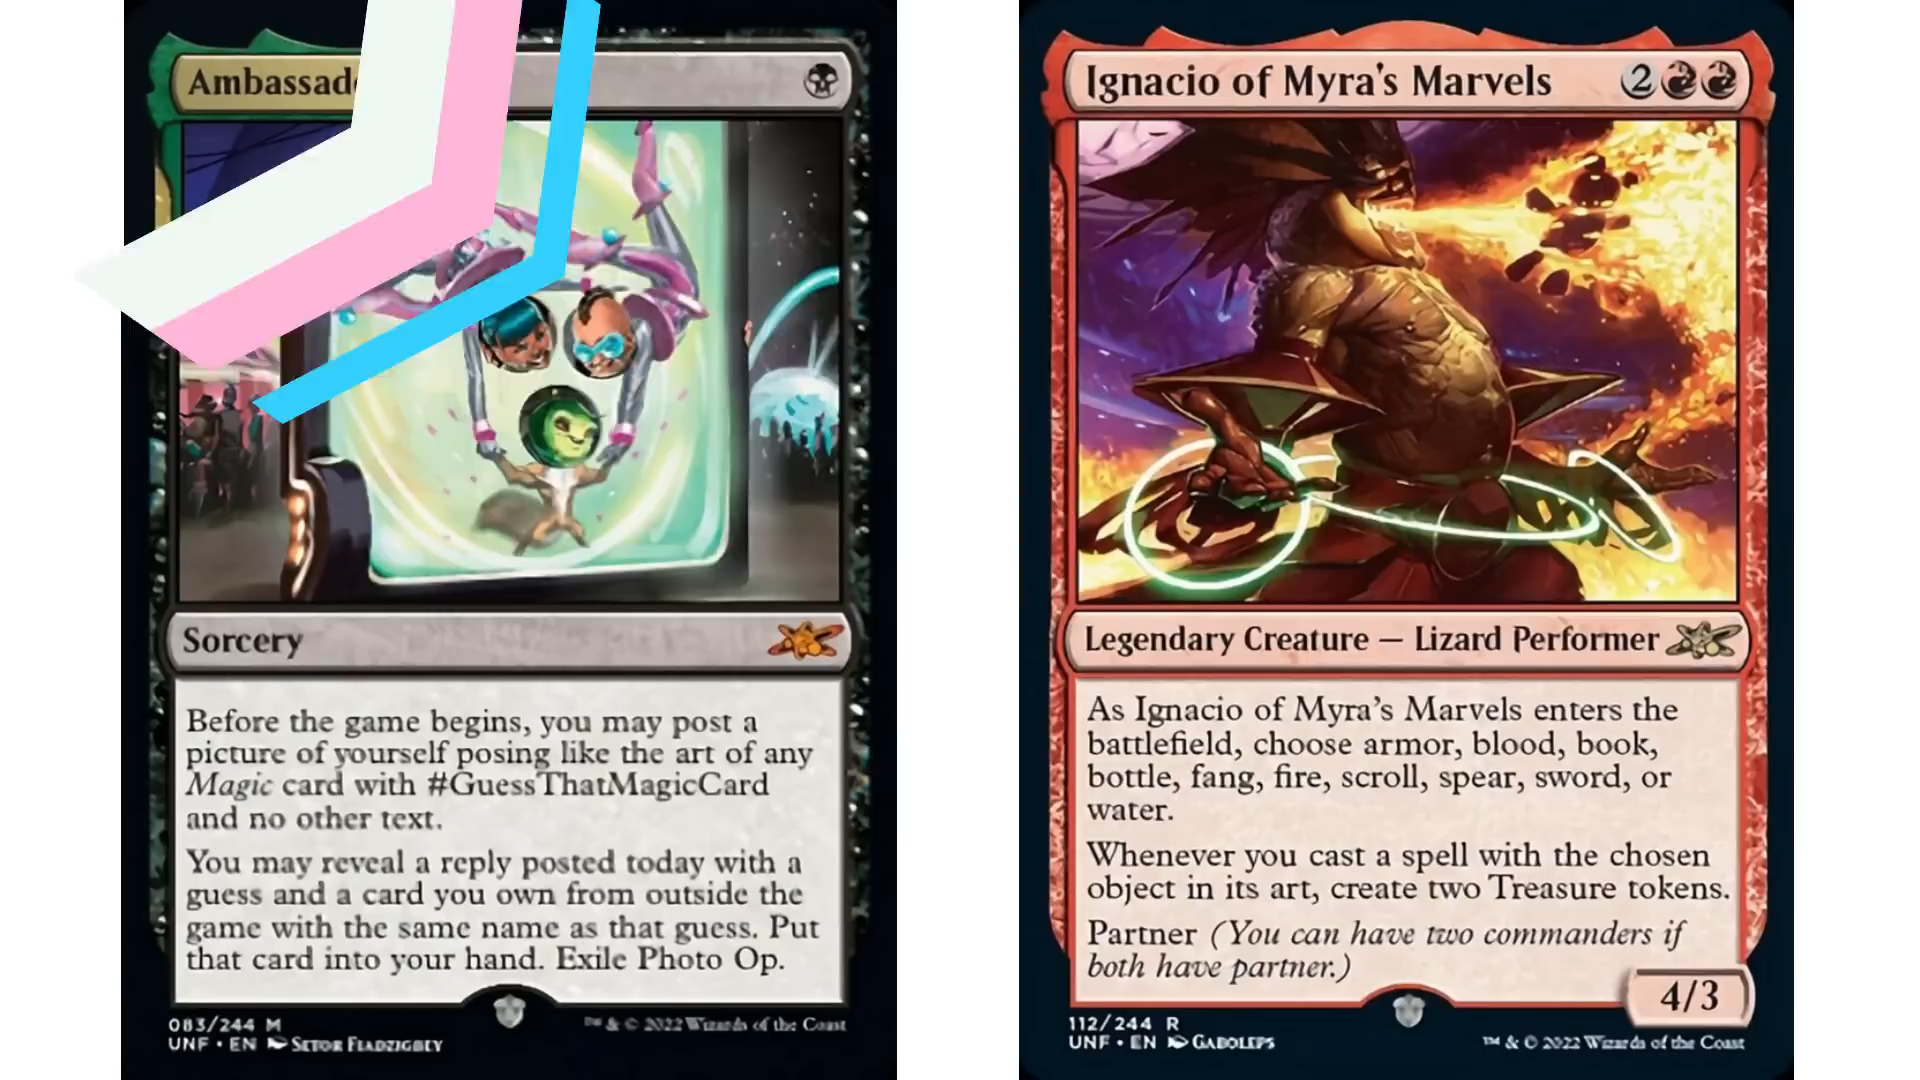 Ambassad
Sorcery
Before the game begins, you may post a
picture of yourself posing like the art of any
Magic card with #GuessThatMagicCard
and no other text.
You may reveal a reply posted today with a
guess and a card you own from outside the
game with the same name as that guess. Put
that card into your hand. Exile Photo Op.
083/244 M
UNF • EN Setor Fiadzigbey
™ & © 2022 Wizards of the Coast
Ignacio of Myra's Marvels 2
Legendary Creature — Lizard Performer
As Ignacio of Myra's Marvels enters the
battlefield, choose armor, blood, book,
bottle, fang, fire, scroll, spear, sword, or
water.
Whenever you cast a spell with the chosen
object in its art, create two Treasure tokens.
Partner (You can have two commanders if
both have partner.)
4/3
112/244 R
UNF • EN Gaboleps
™ & © 2022 Wizards of the Coast